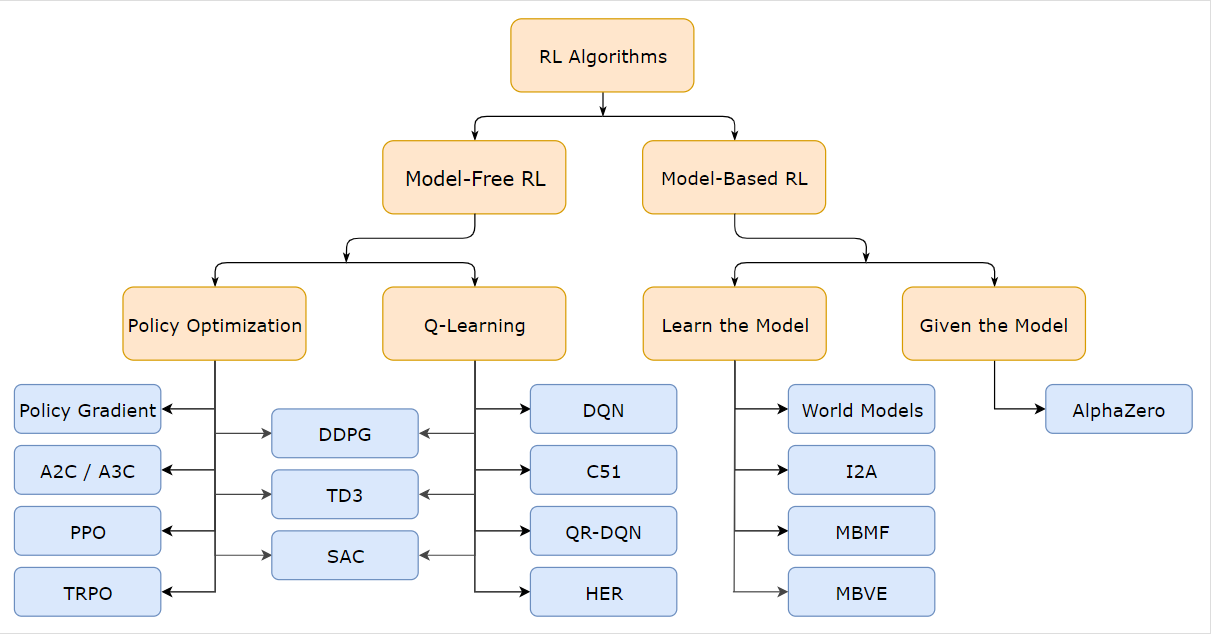 RL Algorithms
Model-Free RL
Model-Based RL
Policy Optimization
Q-Learning
Learn the Model
Given the Model
Policy Gradient
DDPG
DQN
World Models
AlphaZero
A2C / A3C
TD3
C51
I2A
PPO
SAC
QR-DQN
MBMF
TRPO
HER
MBVE